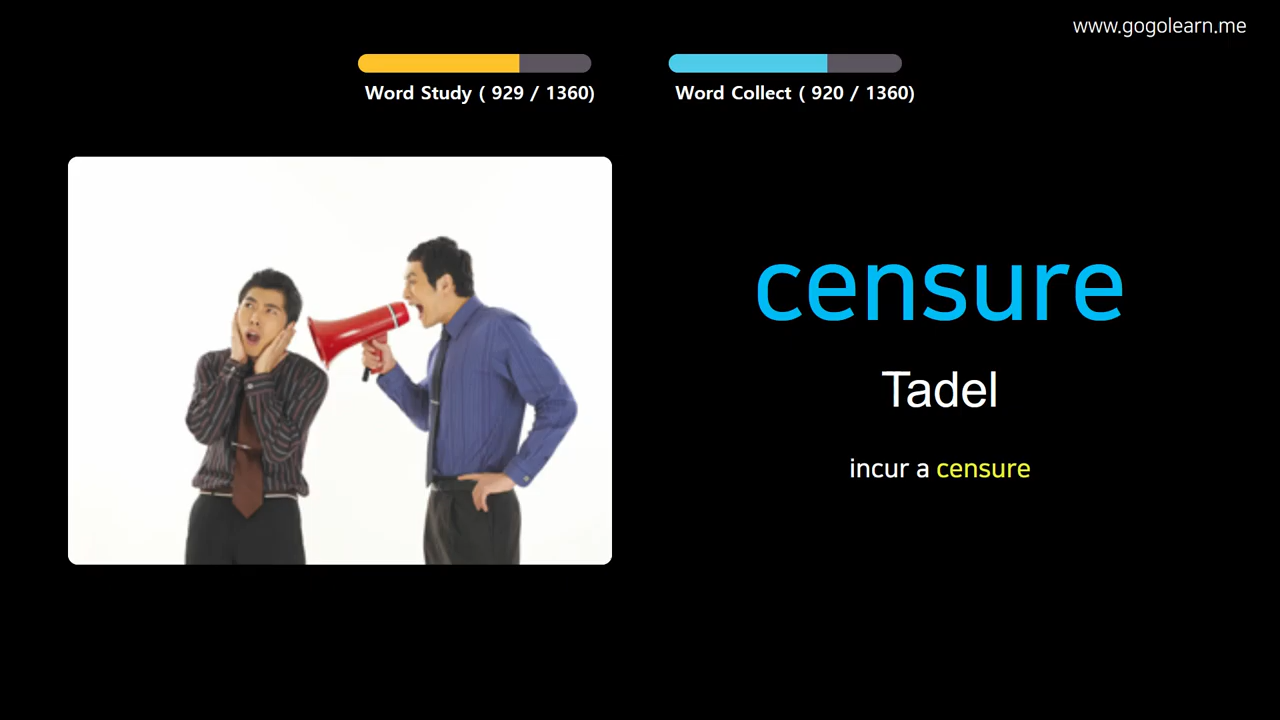 www.gogolearn.me
Word Study ( 929 / 1360)
Word Collect ( 920 / 1360)
censure
Tadel
incur a censure